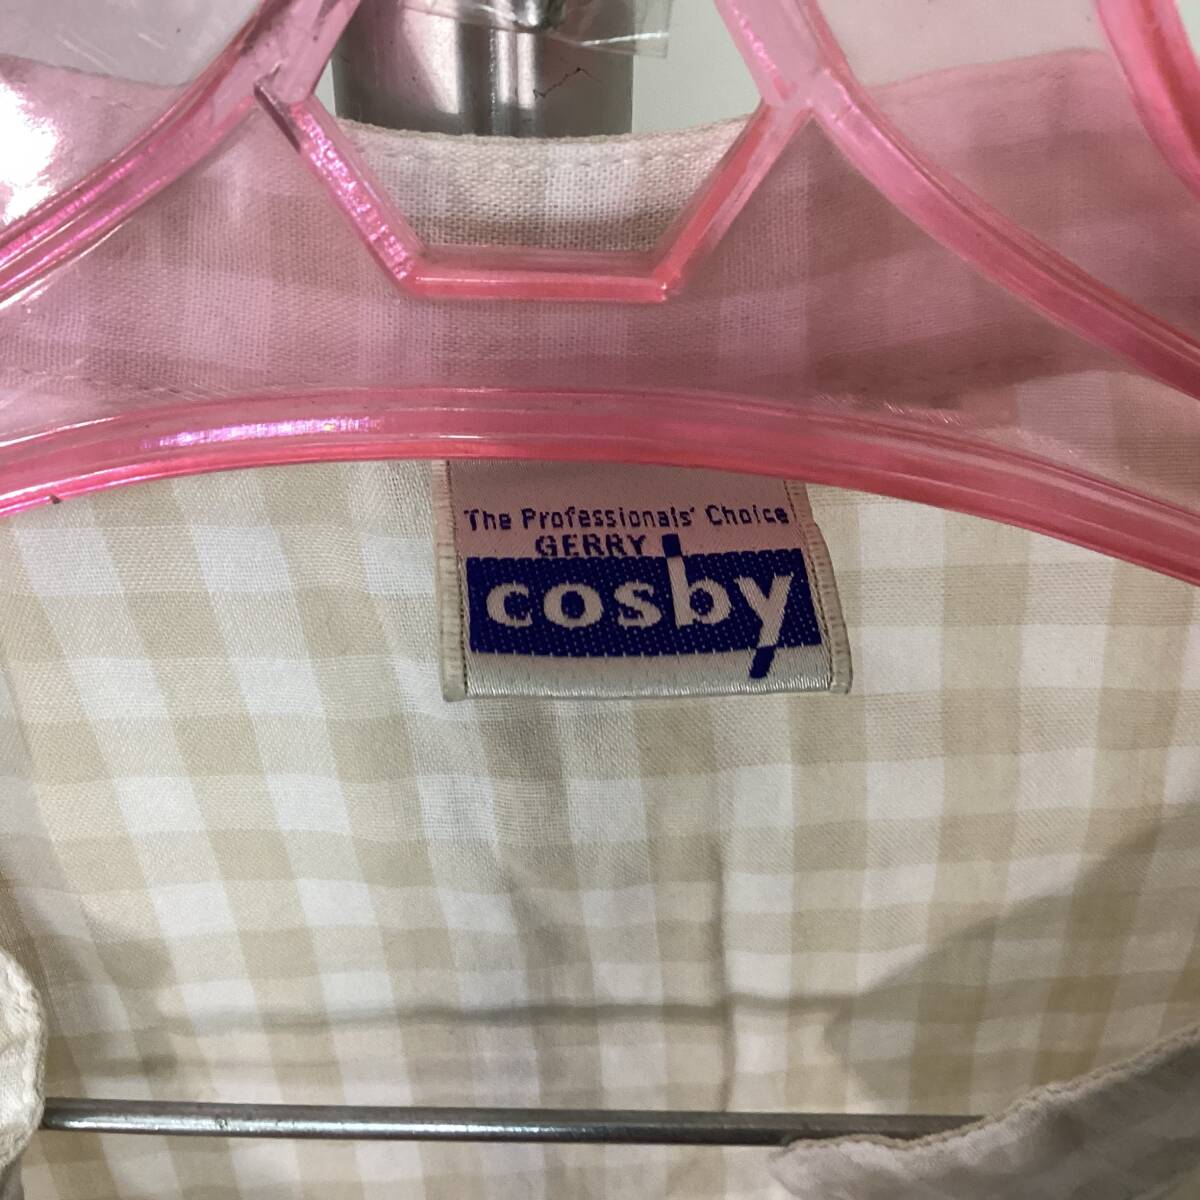 The Professionals' Choice
GERRY
cosby